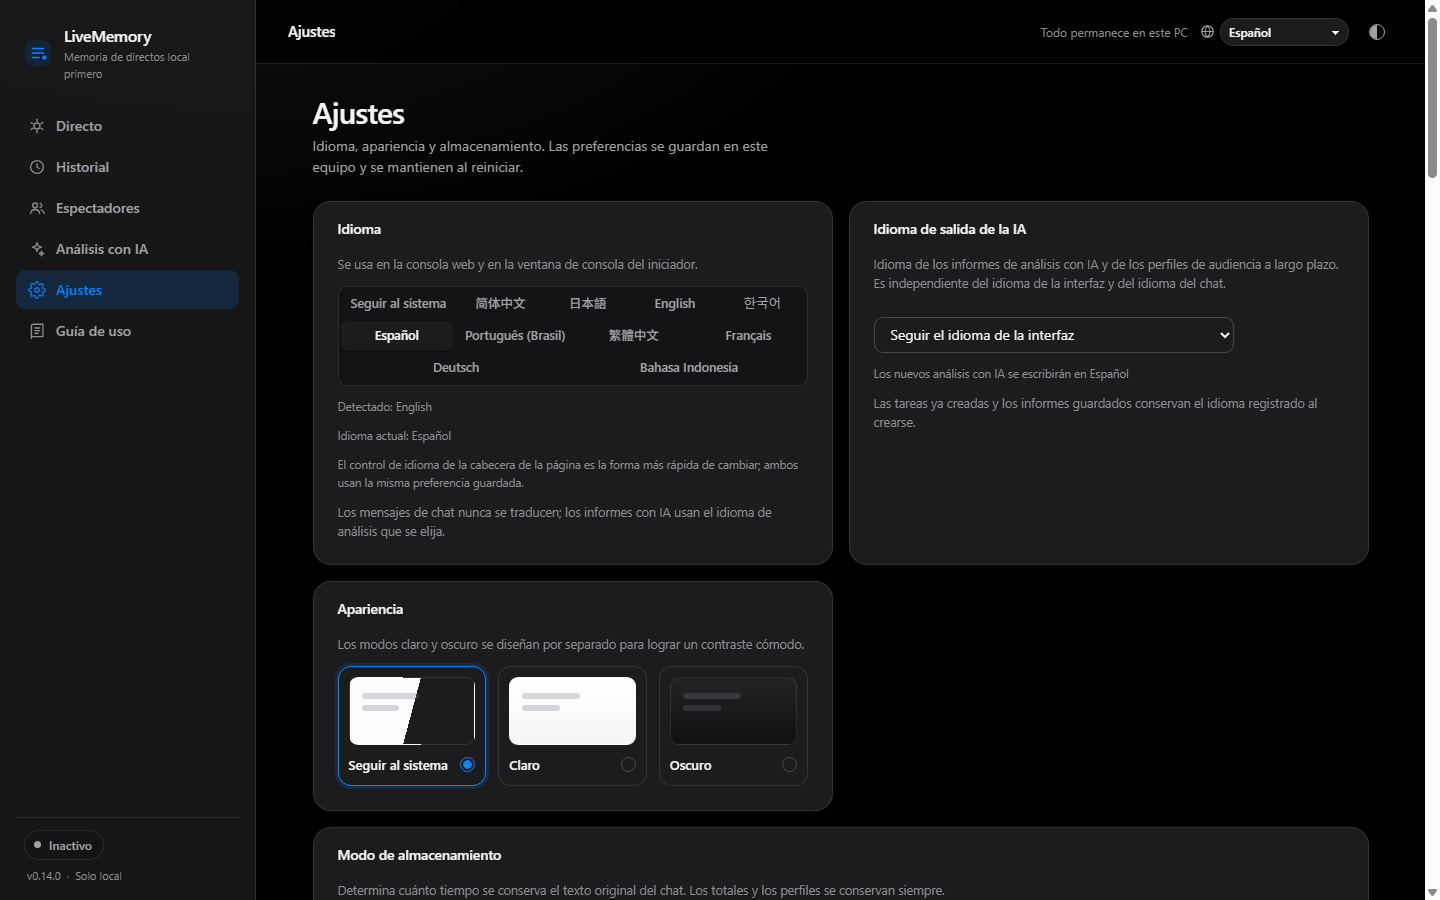 LiveMemory
Memoria de directos local
primero
Directo
Historial
Espectadores
Análisis con IA
Ajustes
Guía de uso
Inactivo
v0.14.0 · Solo local
Ajustes
Todo permanece en este PC
Español
Ajustes
Idioma, apariencia y almacenamiento. Las preferencias se guardan en este
equipo y se mantienen al reiniciar.
Idioma
Se usa en la consola web y en la ventana de consola del iniciador.
Seguir al sistema 简体中文 日本語 English 한국어
Español Português (Brasil) 繁體中文 Français
Deutsch Bahasa Indonesia
Detectado: English
Idioma actual: Español
El control de idioma de la cabecera de la página es la forma más rápida de cambiar; ambos
usan la misma preferencia guardada.
Los mensajes de chat nunca se traducen; los informes con IA usan el idioma de
análisis que se elija.
Idioma de salida de la IA
Idioma de los informes de análisis con IA y de los perfiles de audiencia a largo plazo.
Es independiente del idioma de la interfaz y del idioma del chat.
Seguir el idioma de la interfaz
Los nuevos análisis con IA se escribirán en Español
Las tareas ya creadas y los informes guardados conservan el idioma registrado al
crearse.
Apariencia
Los modos claro y oscuro se diseñan por separado para lograr un contraste cómodo.
Seguir al sistema
Claro
Oscuro
Modo de almacenamiento
Determina cuánto tiempo se conserva el texto original del chat. Los totales y los perfiles se conservan siempre.